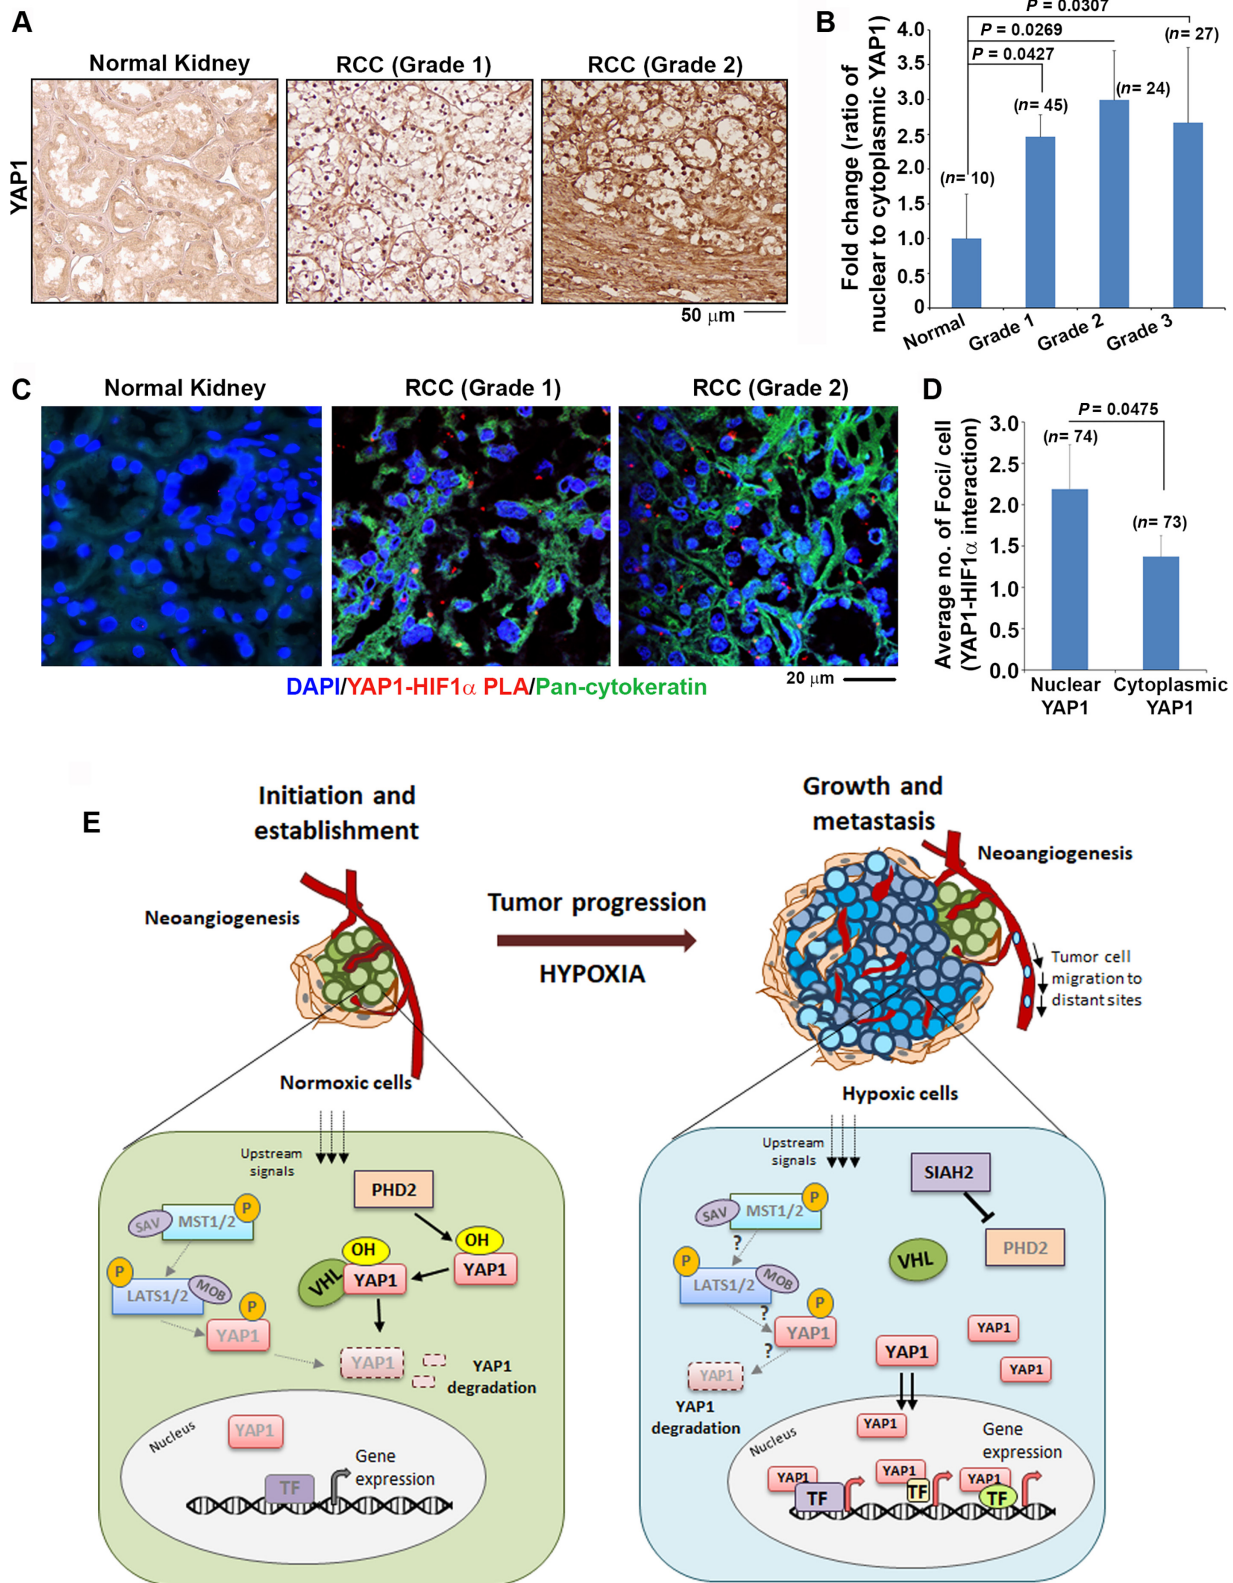 A
Normal Kidney
RCC (Grade 1)
RCC (Grade 2)
YAP1
50 μm
B
Fold change (ratio of
nuclear to cytoplasmic YAP1)
4.0
3.5
3.0
2.5
2.0
1.5
1.0
0.5
0
P = 0.0307
P = 0.0269
P = 0.0427
(n= 10)
(n= 45)
(n= 24)
(n= 27)
Normal
Grade 1
Grade 2
Grade 3
C
Normal Kidney
RCC (Grade 1)
RCC (Grade 2)
20 μm
DAPI/YAP1-HIF1α PLA/Pan-cytokeratin
D
Average no. of Foci/ cell
(YAP1-HIF1α interaction)
3.0
2.5
2.0
1.5
1.0
0.5
0.0
P = 0.0475
(n= 74)
(n= 73)
Nuclear
YAP1
Cytoplasmic
YAP1
E
Initiation and
establishment
Neoangiogenesis
Tumor progression
HYPOXIA
Growth and
metastasis
Neoangiogenesis
Tumor cell
migration to
distant sites
Normoxic cells
Upstream
signals
PHD2
SAV
MST1/2
P
OH
OH
VHL
YAP1
YAP1
P
LATS1/2
MOB
P
YAP1
YAP1
YAP1
degradation
Nucleus
YAP1
TF
Gene
expression
Hypoxic cells
Upstream
signals
SIAH2
PHD2
SAV
MST1/2
P
?
VHL
P
LATS1/2
MOB
?
P
YAP1
?
YAP1
YAP1
degradation
YAP1
YAP1
YAP1
Nucleus
YAP1
Gene
expression
YAP1
TF
YAP1
TF
YAP1
TF